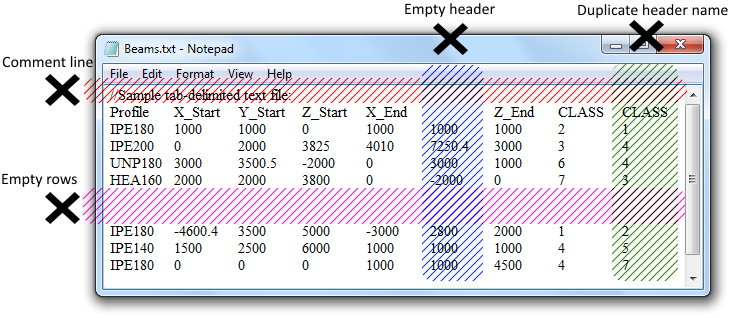 Empty header
Duplicate header name
Beams.txt - Notepad
Comment line
File Edit Format View Help
//Sample tab-delimited text file:
Profile X_Start Y_Start Z_Start X_End Z_End CLASS CLASS
IPE180 1000 1000 0 1000 1000 1000 2 1
IPE200 0 2000 3825 4010 7250.4 3000 3 4
UNP180 3000 3500.5 -2000 0 3000 1000 6 4
HEA160 2000 2000 3800 0 -2000 0 7 3
Empty rows
IPE180 -4600.4 3500 5000 -3000 2800 2000 1 2
IPE140 1500 2500 6000 1000 1000 1000 4 5
IPE180 0 0 0 1000 1000 4500 4 7